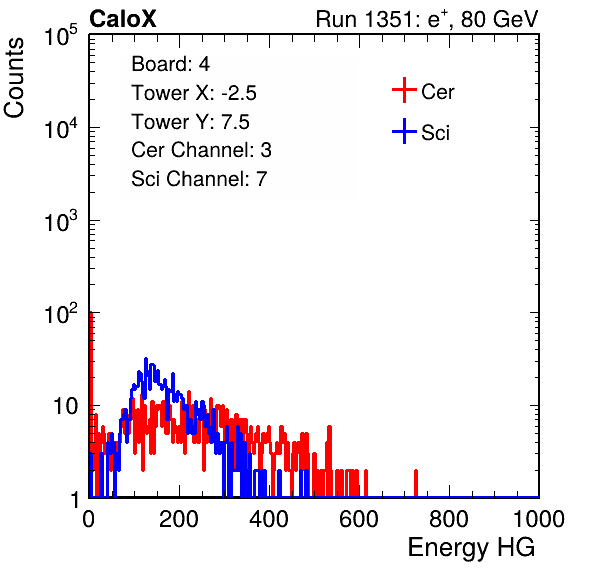 CaloX Run 1351: e⁺, 80 GeV
Counts
10⁵
10⁴
10³
10²
10
1
Board: 4
Tower X: -2.5
Tower Y: 7.5
Cer Channel: 3
Sci Channel: 7
Cer
Sci
0 200 400 600 800 1000
Energy HG